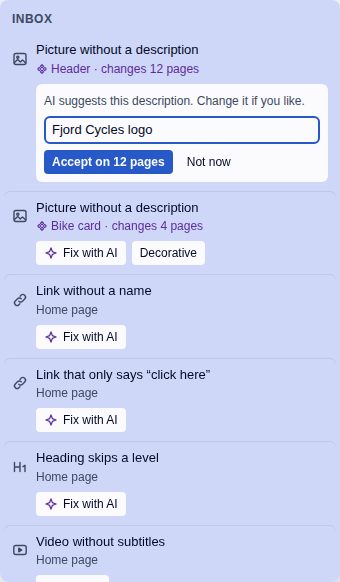 INBOX
Picture without a description
Header · changes 12 pages
AI suggests this description. Change it if you like.
Fjord Cycles logo
Accept on 12 pages Not now
Picture without a description
Bike card · changes 4 pages
Fix with AI Decorative
Link without a name
Home page
Fix with AI
Link that only says “click here”
Home page
Fix with AI
H1 Heading skips a level
Home page
Fix with AI
Video without subtitles
Home page